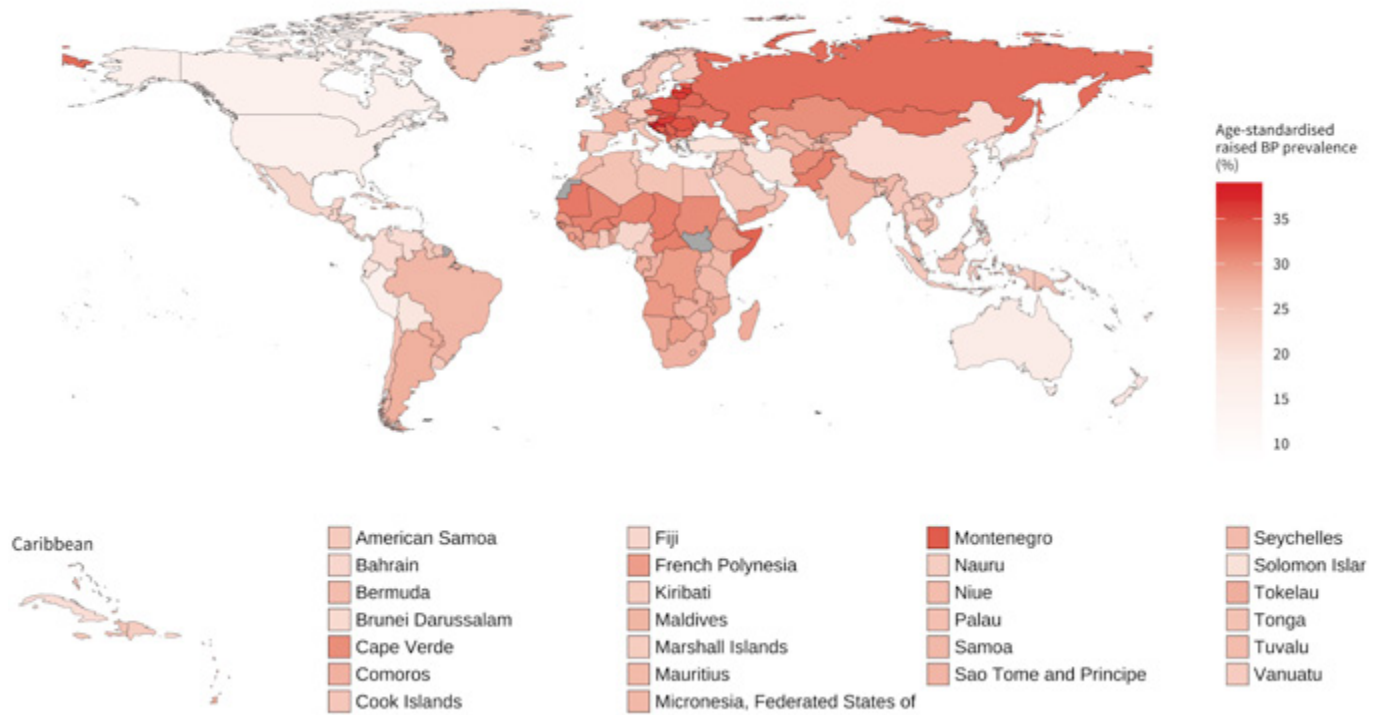 Age-standardised
raised BP prevalence
(%)
35
30
25
20
15
10
Caribbean
American Samoa
Bahrain
Bermuda
Brunei Darussalam
Cape Verde
Comoros
Cook Islands
Fiji
French Polynesia
Kiribati
Maldives
Marshall Islands
Mauritius
Micronesia, Federated States of
Montenegro
Nauru
Niue
Palau
Samoa
Sao Tome and Principe
Seychelles
Solomon Islar
Tokelau
Tonga
Tuvalu
Vanuatu